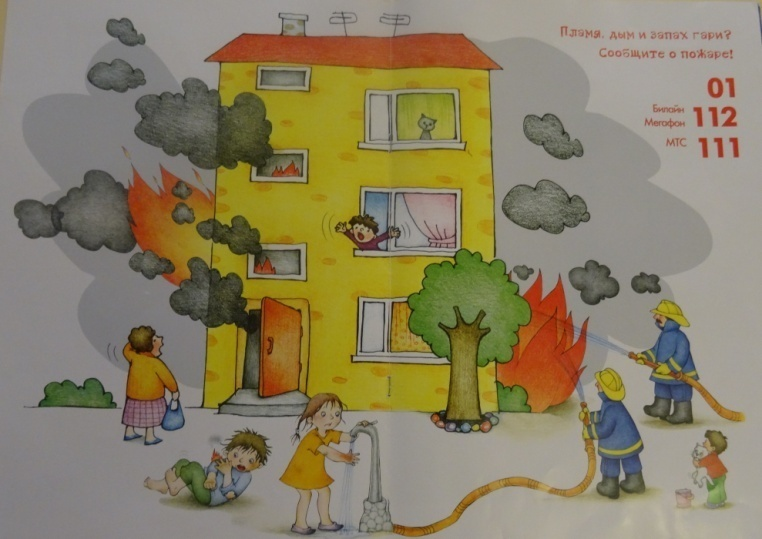 Пламя, дым и запах гари?
Сообщите о пожаре!
01
Билайн
Мегафон 112
МТС 111